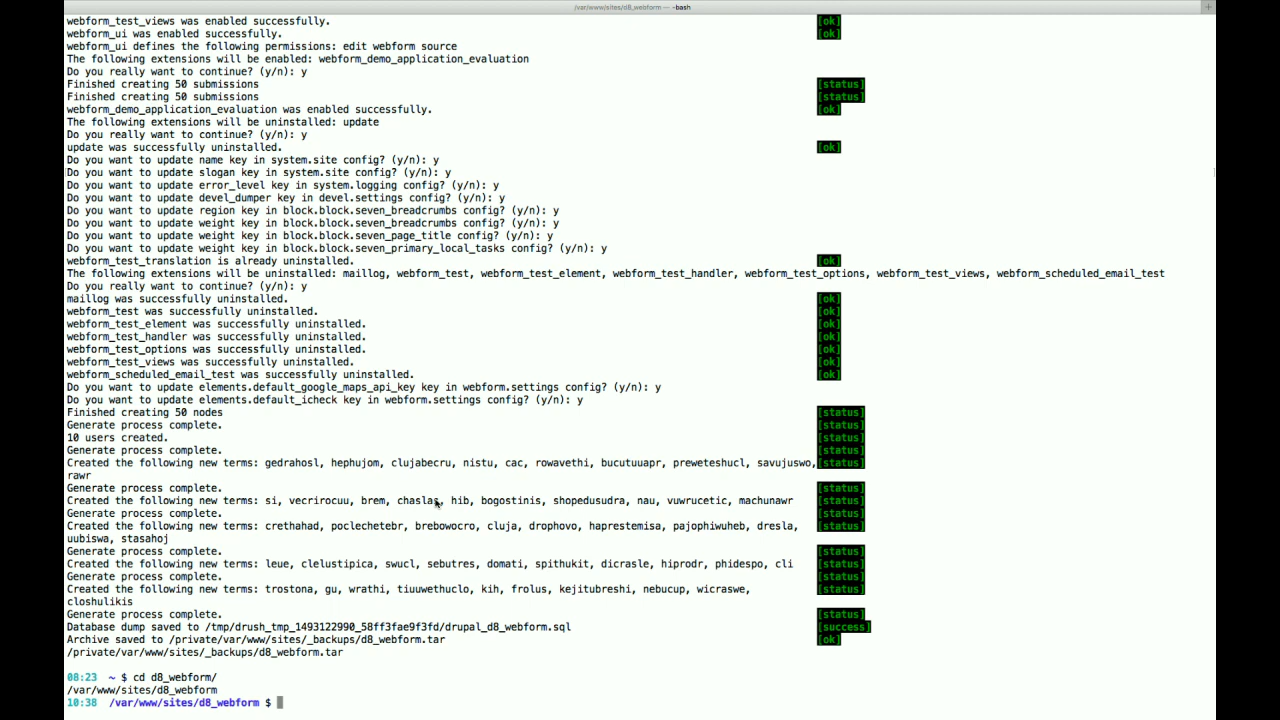 /var/www/sites/d8_webform — -bash
webform_test_views was enabled successfully. [ok]
webform_ui was enabled successfully. [ok]
webform_ui defines the following permissions: edit webform source
The following extensions will be enabled: webform_demo_application_evaluation
Do you really want to continue? (y/n): y
Finished creating 50 submissions [status]
Finished creating 50 submissions [status]
webform_demo_application_evaluation was enabled successfully. [ok]
The following extensions will be uninstalled: update
Do you really want to continue? (y/n): y
update was successfully uninstalled. [ok]
Do you want to update name key in system.site config? (y/n): y
Do you want to update slogan key in system.site config? (y/n): y
Do you want to update error_level key in system.logging config? (y/n): y
Do you want to update devel_dumper key in devel.settings config? (y/n): y
Do you want to update region key in block.block.seven_breadcrumbs config? (y/n): y
Do you want to update weight key in block.block.seven_breadcrumbs config? (y/n): y
Do you want to update weight key in block.block.seven_page_title config? (y/n): y
Do you want to update weight key in block.block.seven_primary_local_tasks config? (y/n): y
webform_test_translation is already uninstalled. [ok]
The following extensions will be uninstalled: maillog, webform_test, webform_test_element, webform_test_handler, webform_test_options, webform_test_views, webform_scheduled_email_test
Do you really want to continue? (y/n): y
maillog was successfully uninstalled. [ok]
webform_test was successfully uninstalled. [ok]
webform_test_element was successfully uninstalled. [ok]
webform_test_handler was successfully uninstalled. [ok]
webform_test_options was successfully uninstalled. [ok]
webform_test_views was successfully uninstalled. [ok]
webform_scheduled_email_test was successfully uninstalled. [ok]
Do you want to update elements.default_google_maps_api_key key in webform.settings config? (y/n): y
Do you want to update elements.default_icheck key in webform.settings config? (y/n): y
Finished creating 50 nodes [status]
Generate process complete. [status]
10 users created. [status]
Generate process complete. [status]
Created the following new terms: gedrahosl, hephujom, clujabecru, nistu, cac, rowavethi, bucutuuapr, preweteshucl, savujuswo, [status]
rawr
Generate process complete. [status]
Created the following new terms: si, vecrirocuu, brem, chaslas, hib, bogostinis, shopedusudra, nau, vuwrucetic, machunawr [status]
Generate process complete. [status]
Created the following new terms: crethahad, poclechetebr, brebowocro, cluja, drophovo, haprestemisa, pajophiwuheb, dresla, [status]
uubiswa, stasahoj
Generate process complete. [status]
Created the following new terms: leue, clelustipica, swucl, sebutres, domati, spithukit, dicrasle, hiprodr, phidespo, cli [status]
Generate process complete. [status]
Created the following new terms: trostona, gu, wrathi, tiuuwethuclo, kih, frolus, kejitubreshi, nebucup, wicraswe, [status]
closhulikis
Generate process complete. [status]
Database dump saved to /tmp/drush_tmp_1493122990_58ff3fae9f3fd/drupal_d8_webform.sql [success]
Archive saved to /private/var/www/sites/_backups/d8_webform.tar [ok]
/private/var/www/sites/_backups/d8_webform.tar
08:23 ~ $ cd d8_webform/
/var/www/sites/d8_webform
10:38 /var/www/sites/d8_webform $